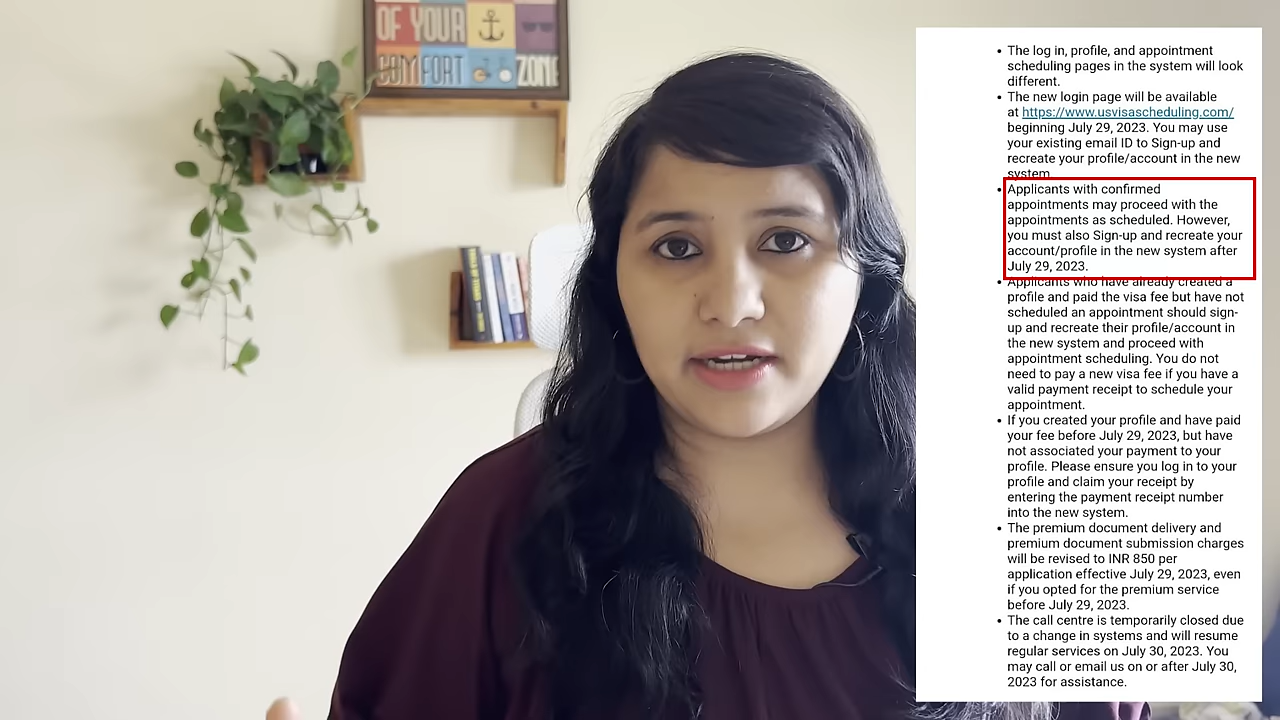 OF YOUR
COMFORT
ZONE
• The log in, profile, and appointment
scheduling pages in the system will look
different.
• The new login page will be available
at https://www.usvisascheduling.com/
beginning July 29, 2023. You may use
your existing email ID to Sign-up and
recreate your profile/account in the new
system.
• Applicants with confirmed
appointments may proceed with the
appointments as scheduled. However,
you must also Sign-up and recreate your
account/profile in the new system after
July 29, 2023.
• Applicants who have already created a
profile and paid the visa fee but have not
scheduled an appointment should sign-
up and recreate their profile/account in
the new system and proceed with
appointment scheduling. You do not
need to pay a new visa fee if you have a
valid payment receipt to schedule your
appointment.
• If you created your profile and have paid
your fee before July 29, 2023, but have
not associated your payment to your
profile. Please ensure you log in to your
profile and claim your receipt by
entering the payment receipt number
into the new system.
• The premium document delivery and
premium document submission charges
will be revised to INR 850 per
application effective July 29, 2023, even
if you opted for the premium service
before July 29, 2023.
• The call centre is temporarily closed due
to a change in systems and will resume
regular services on July 30, 2023. You
may call or email us on or after July 30,
2023 for assistance.